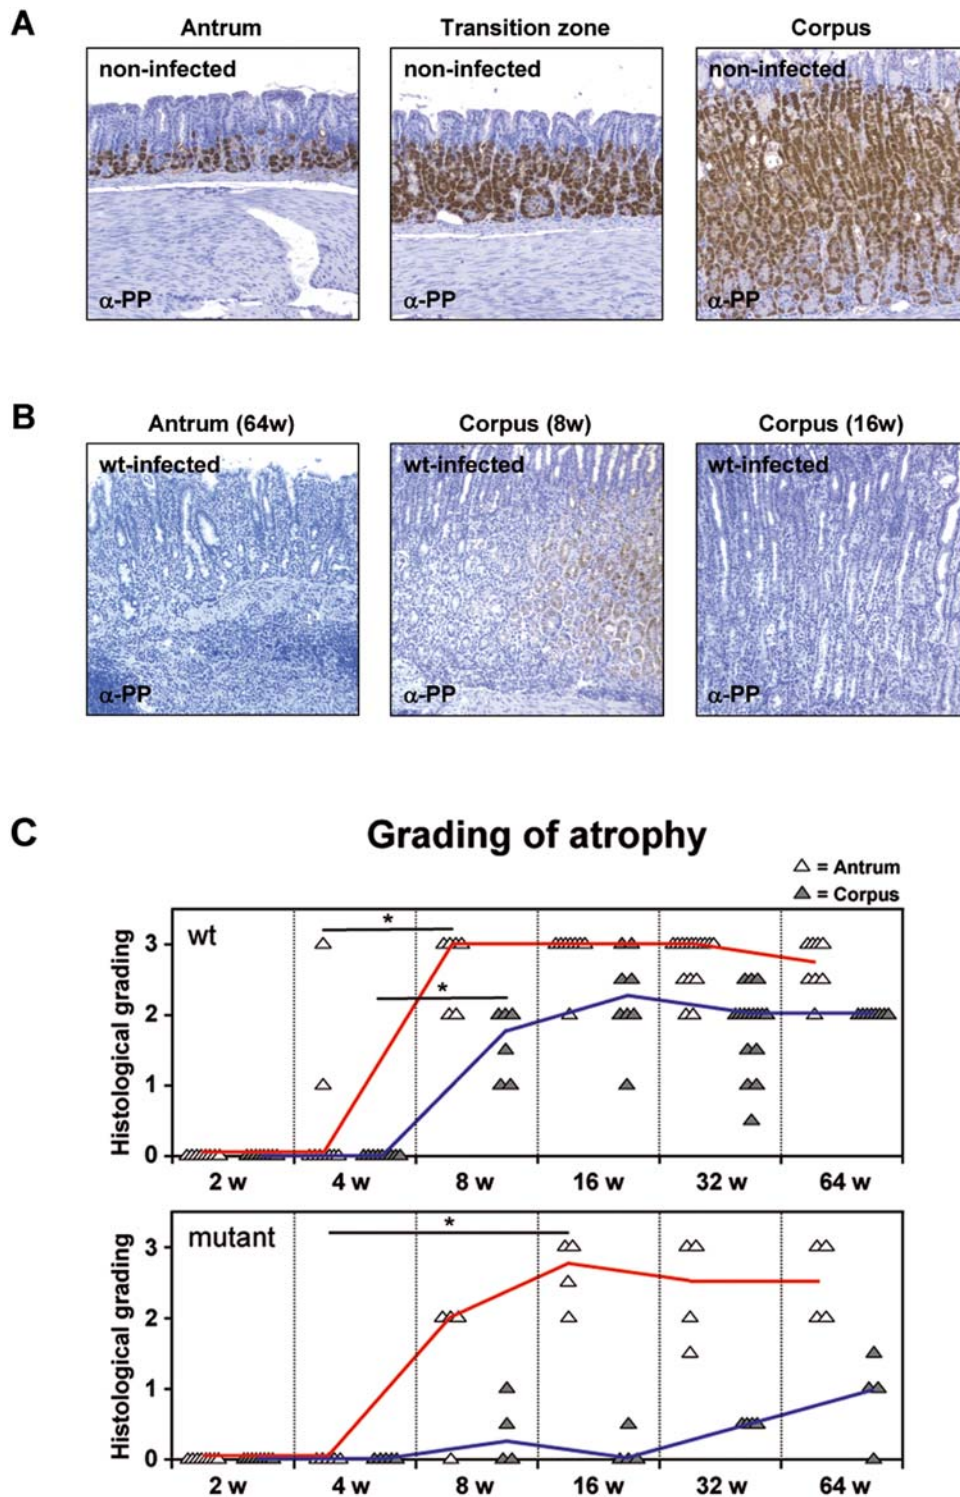 A
Antrum
Transition zone
Corpus
non-infected
non-infected
non-infected
α-PP
α-PP
α-PP
B
Antrum (64w)
Corpus (8w)
Corpus (16w)
wt-infected
wt-infected
wt-infected
α-PP
α-PP
α-PP
C
Grading of atrophy
△ = Antrum
▲ = Corpus
wt
*
*
Histological grading
3
2
1
0
2 w
4 w
8 w
16 w
32 w
64 w
mutant
*
Histological grading
3
2
1
0
2 w
4 w
8 w
16 w
32 w
64 w